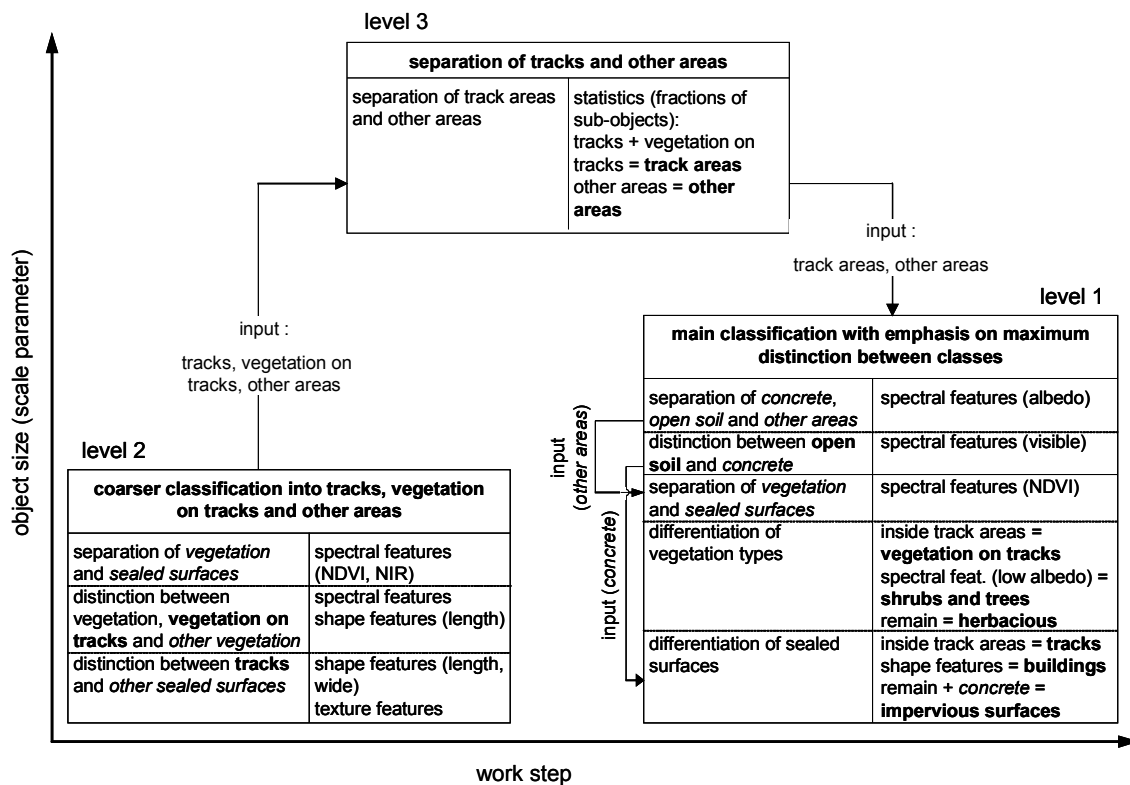 level 3
separation of tracks and other areas
separation of track areas
and other areas
statistics (fractions of
sub-objects):
tracks + vegetation on
tracks = track areas
other areas = other
areas
input :
track areas, other areas
level 1
main classification with emphasis on maximum
distinction between classes
separation of concrete,
open soil and other areas
spectral features (albedo)
distinction between open
soil and concrete
spectral features (visible)
separation of vegetation
and sealed surfaces
spectral features (NDVI)
differentiation of
vegetation types
inside track areas =
vegetation on tracks
spectral feat. (low albedo) =
shrubs and trees
remain = herbacious
differentiation of sealed
surfaces
inside track areas = tracks
shape features = buildings
remain + concrete =
impervious surfaces
input
(other areas)
input (concrete)
input :
tracks, vegetation on
tracks, other areas
level 2
coarser classification into tracks, vegetation
on tracks and other areas
separation of vegetation
and sealed surfaces
spectral features
(NDVI, NIR)
distinction between
vegetation, vegetation on
tracks and other vegetation
spectral features
shape features (length)
distinction between tracks
and other sealed surfaces
shape features (length,
wide)
texture features
object size (scale parameter)
work step